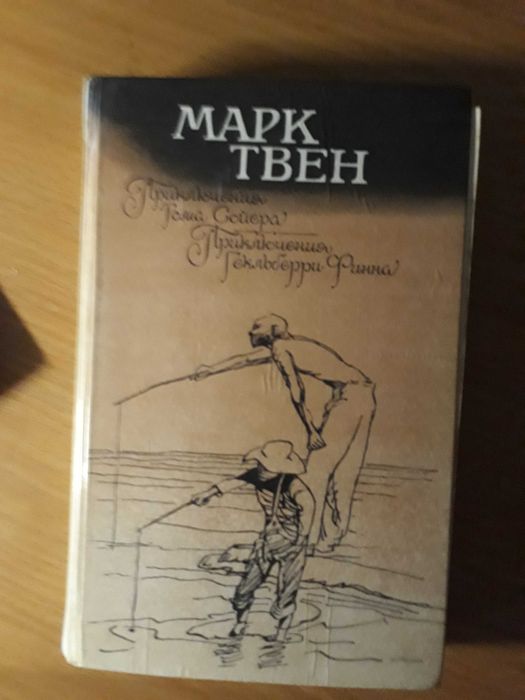 МАРК
ТВЕН
Приключения
Тома Сойера
Приключения
Гекльберри Финна